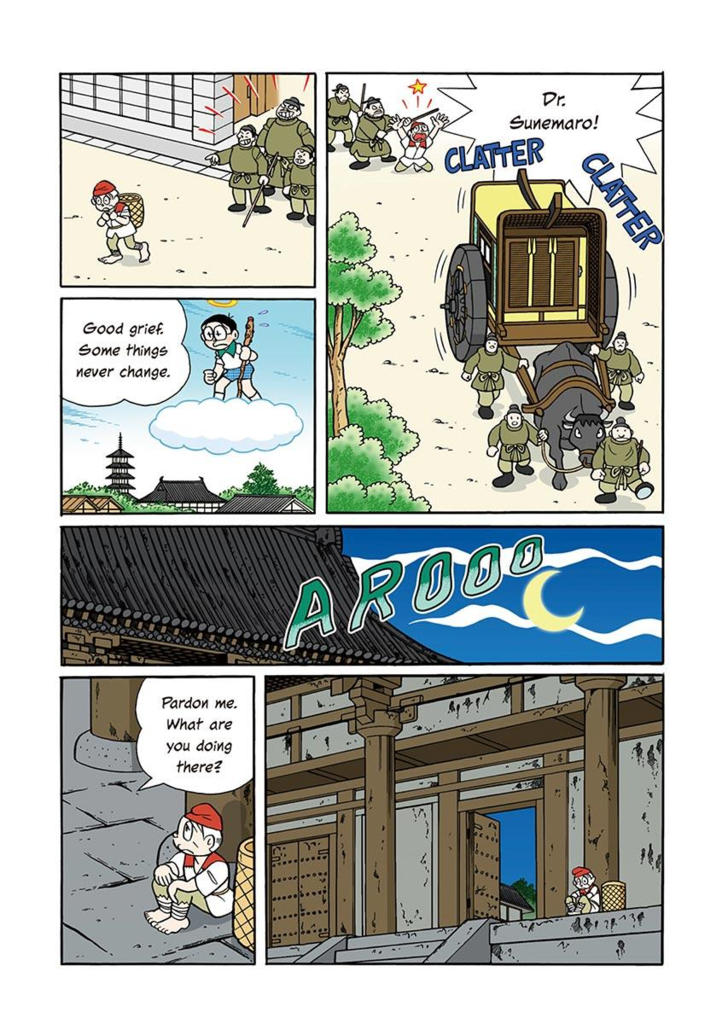 Dr.
Sunemaro!
CLATTER
CLATTER
Good grief.
Some things
never change.
AROOO
Pardon me.
What are
you doing
there?